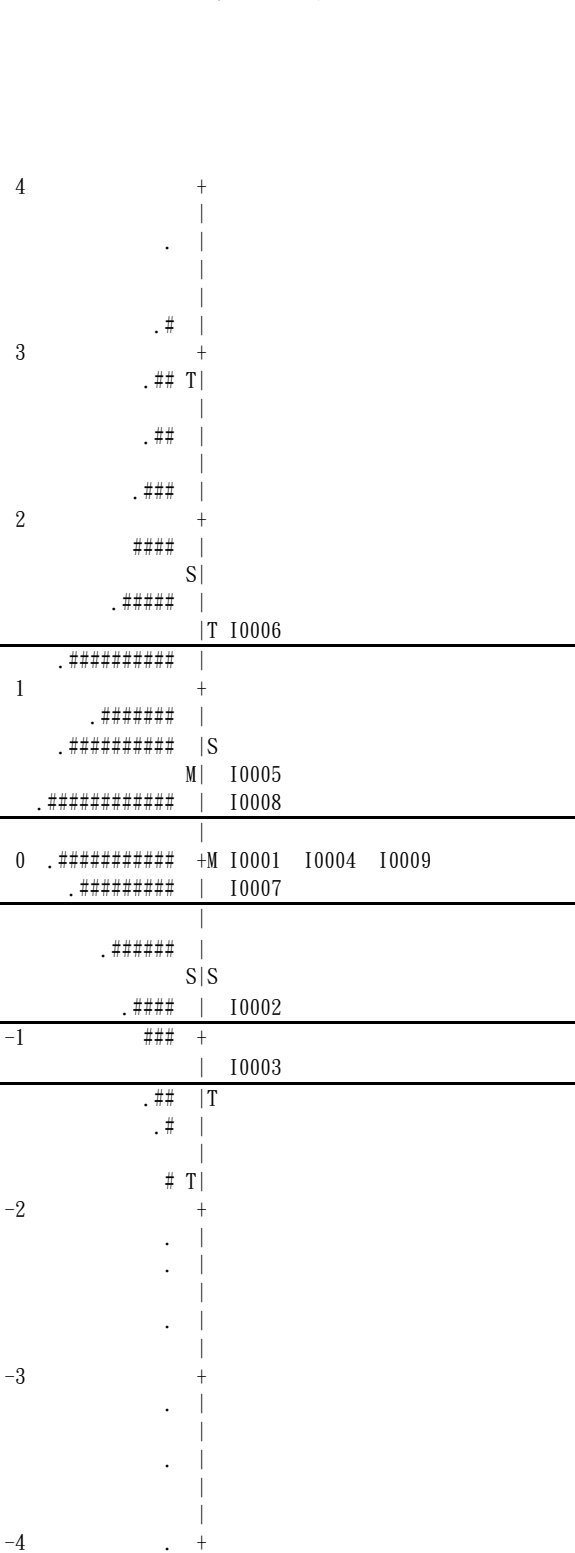 4 +
|
. |
|
|
.# |
3 +
.## T|
|
.## |
|
.### |
2 +
#### |
S|
.##### |
|T I0006
.########## |
1 +
.####### |
.########## |S
M| I0005
.############ | I0008
|
0 .########### +M I0001 I0004 I0009
.######### | I0007
|
.###### |
S|S
.#### | I0002
-1 ### +
| I0003
.## |T
.# |
|
# T|
-2 +
. |
. |
|
. |
|
-3 +
. |
|
. |
|
|
-4 . +